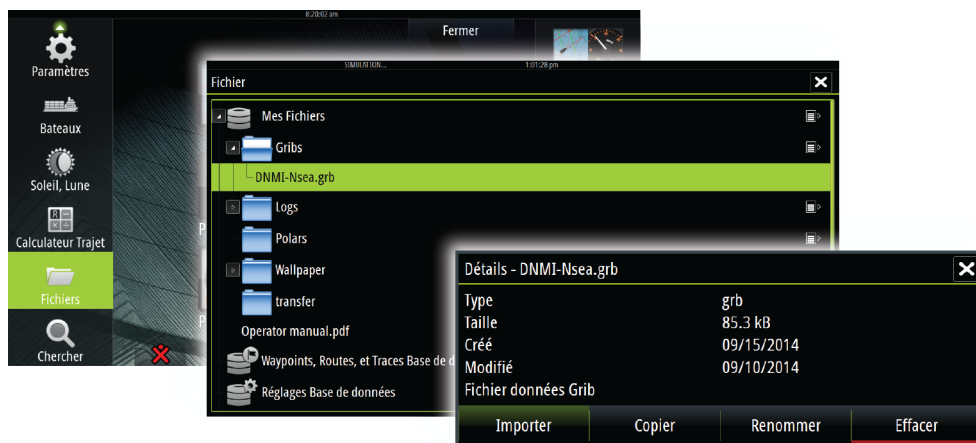 8:20:02 am
Fermer
Paramètres
Bateaux
Soleil, Lune
Calculateur Trajet
Fichiers
Chercher
SIMULATION... 1:01:28 pm
Fichier
Mes Fichiers
Gribs
DNMI-Nsea.grb
Logs
Polars
Wallpaper
transfer
Operator manual.pdf
Waypoints, Routes, et Traces Base de d
Réglages Base de données
Détails - DNMI-Nsea.grb
Type grb
Taille 85.3 kB
Créé 09/15/2014
Modifié 09/10/2014
Fichier données Grib
Importer Copier Renommer Effacer